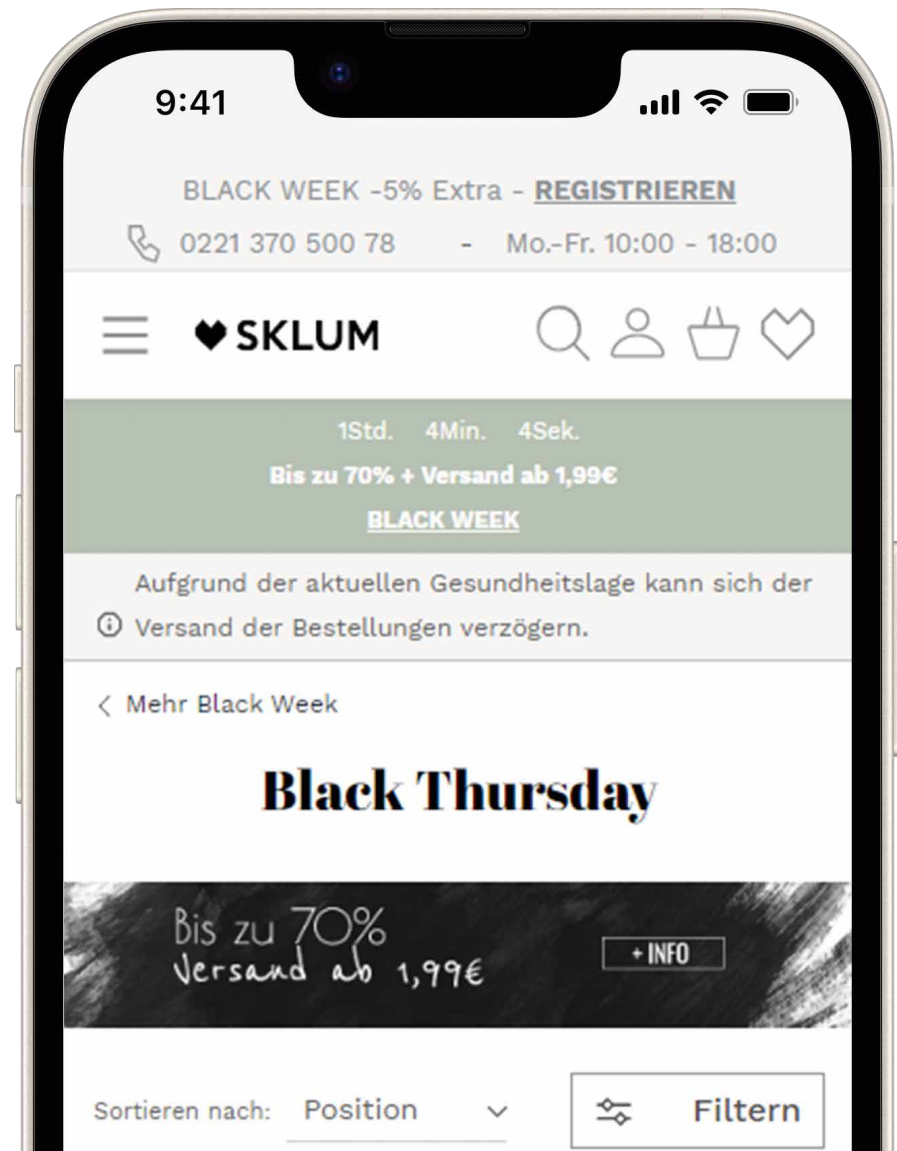 9:41
BLACK WEEK -5% Extra - REGISTRIEREN
0221 370 500 78 - Mo.-Fr. 10:00 - 18:00
SKLUM
1Std. 4Min. 4Sek.
Bis zu 70% + Versand ab 1,99€
BLACK WEEK
Aufgrund der aktuellen Gesundheitslage kann sich der
Versand der Bestellungen verzögern.
Mehr Black Week
Black Thursday
Bis zu 70%
Versand ab 1,99€
+ INFO
Sortieren nach: Position
Filtern